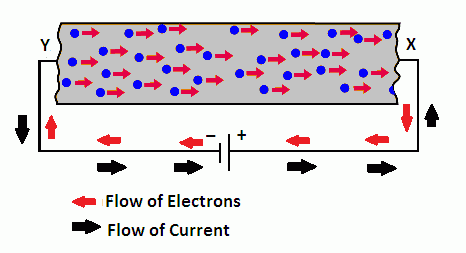 Y
X
– +
Flow of Electrons
Flow of Current